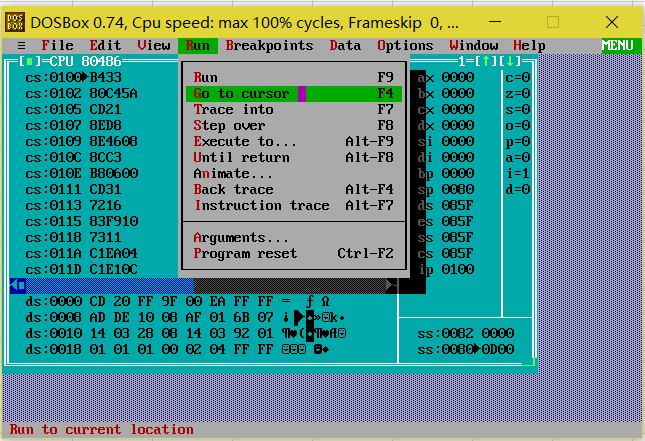 DOSBox 0.74, Cpu speed: max 100% cycles, Frameskip 0, ...
≡ File Edit View Run Breakpoints Data Options Window Help MENU
[■]=CPU 80486 1=[↑][↓]
cs:0100►B433 Run F9 ax 0000 c=0
cs:0102 80C45A Go to cursor F4 bx 0000 z=0
cs:0105 CD21 Trace into F7 cx 0000 s=0
cs:0107 8ED8 Step over F8 dx 0000 o=0
cs:0109 8E4608 Execute to... Alt-F9 si 0000 p=0
cs:010C 8CC3 Until return Alt-F8 di 0000 a=0
cs:010E B80600 Animate... bp 0000 i=1
cs:0111 CD31 Back trace Alt-F4 sp 0080 d=0
cs:0113 7216 Instruction trace Alt-F7 ds 085F
cs:0115 83F910 es 085F
cs:0118 7311 Arguments... ss 085F
cs:011A C1EA04 Program reset Ctrl-F2 cs 085F
cs:011D C1E10C ip 0100
ds:0000 CD 20 FF 9F 00 EA FF FF = ƒ Ω
ds:0008 AD DE 10 08 AF 01 6B 07
ds:0010 14 03 28 08 14 03 92 01 ss:0082 0000
ds:0018 01 01 01 00 02 04 FF FF ss:0080►0D00
Run to current location